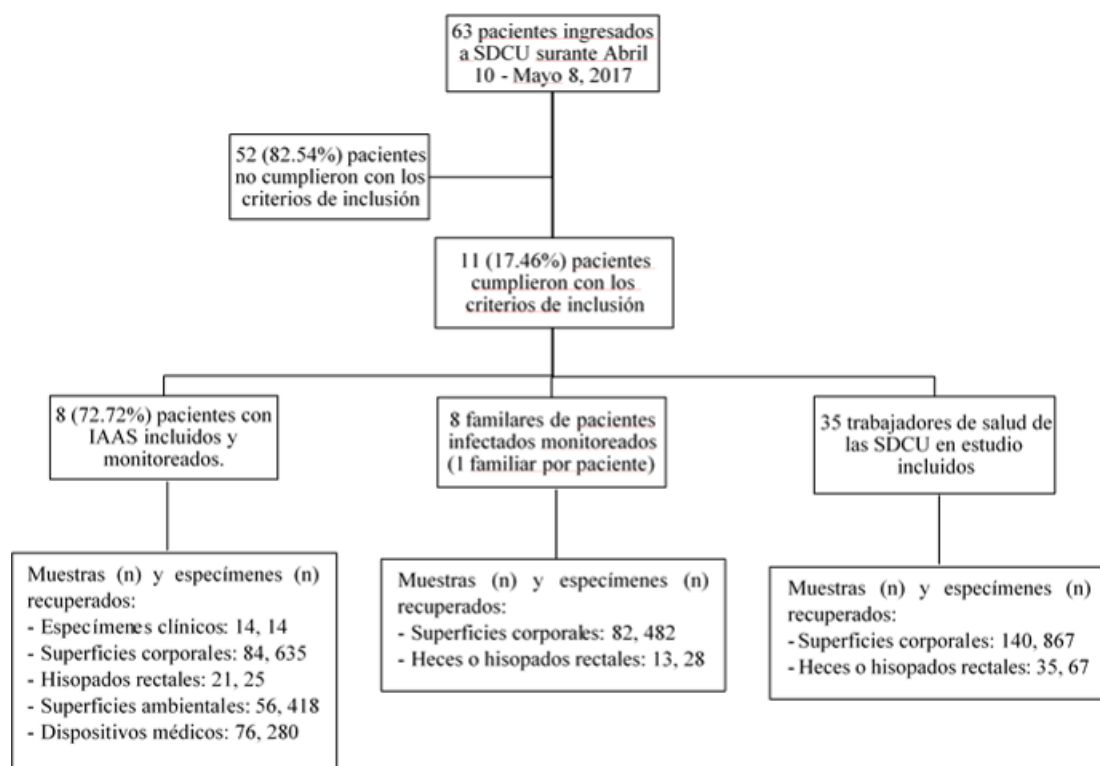 63 pacientes ingresados
a SDCU surante Abril
10 - Mayo 8, 2017
52 (82.54%) pacientes
no cumplieron con los
criterios de inclusión
11 (17.46%) pacientes
cumplieron con los
criterios de inclusión
8 (72.72%) pacientes con
IAAS incluidos y
monitoreados.
8 familares de pacientes
infectados monitoreados
(1 familiar por paciente)
35 trabajadores de salud de
las SDCU en estudio
incluidos
Muestras (n) y especímenes (n)
recuperados:
- Especímenes clínicos: 14, 14
- Superficies corporales: 84, 635
- Hisopados rectales: 21, 25
- Superficies ambientales: 56, 418
- Dispositivos médicos: 76, 280
Muestras (n) y especímenes (n)
recuperados:
- Superficies corporales: 82, 482
- Heces o hisopados rectales: 13, 28
Muestras (n) y especímenes (n)
recuperados:
- Superficies corporales: 140, 867
- Heces o hisopados rectales: 35, 67